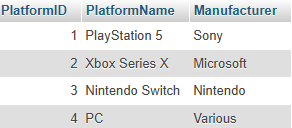 PlatformID PlatformName Manufacturer
1 PlayStation 5 Sony
2 Xbox Series X Microsoft
3 Nintendo Switch Nintendo
4 PC Various